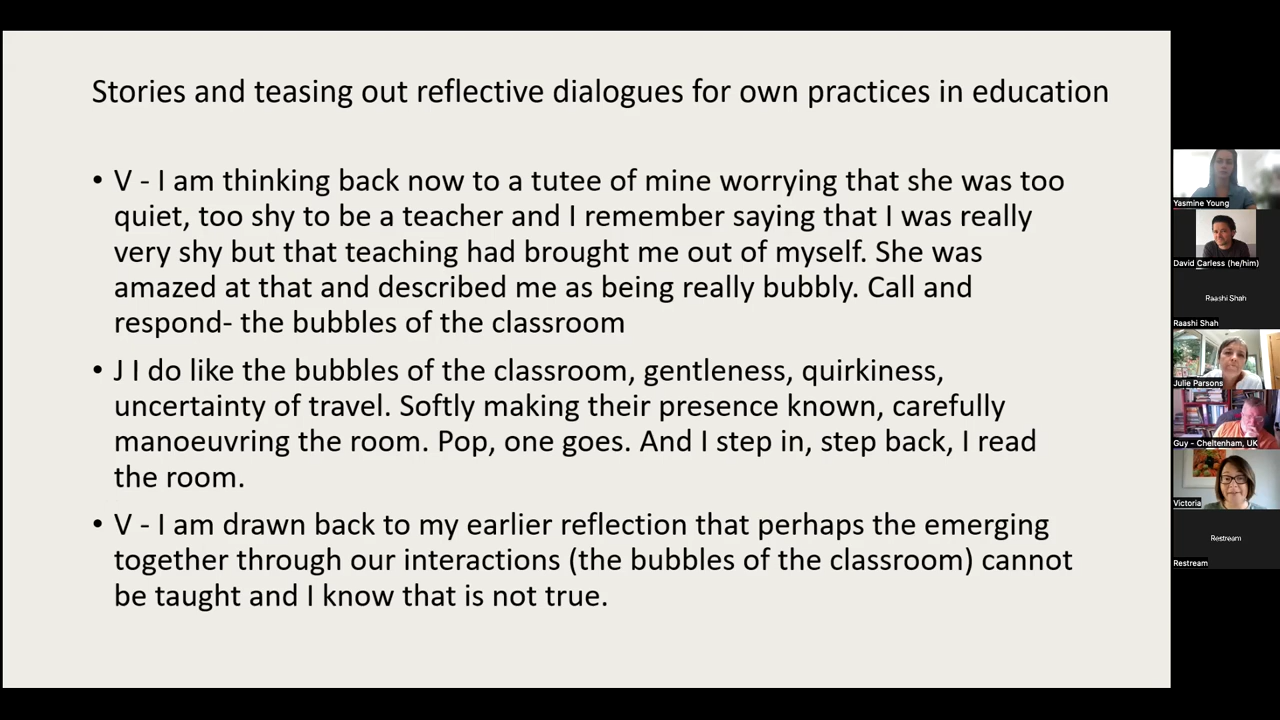 Stories and teasing out reflective dialogues for own practices in education
• V - I am thinking back now to a tutee of mine worrying that she was too
quiet, too shy to be a teacher and I remember saying that I was really
very shy but that teaching had brought me out of myself. She was
amazed at that and described me as being really bubbly. Call and
respond- the bubbles of the classroom
• J I do like the bubbles of the classroom, gentleness, quirkiness,
uncertainty of travel. Softly making their presence known, carefully
manoeuvring the room. Pop, one goes. And I step in, step back, I read
the room.
• V - I am drawn back to my earlier reflection that perhaps the emerging
together through our interactions (the bubbles of the classroom) cannot
be taught and I know that is not true.
Yasmine Young
David Carless (he/him)
Raashi Shah
Raashi Shah
Julie Parsons
Guy - Cheltenham, UK
Victoria
Restream
Restream